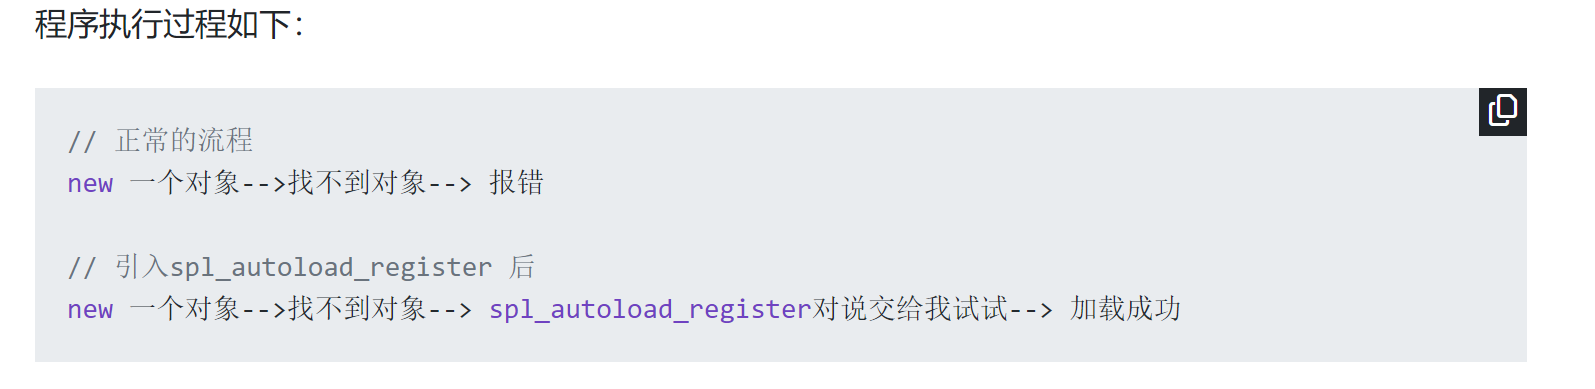 程序执行过程如下：
// 正常的流程
new 一个对象-->找不到对象--> 报错
// 引入spl_autoload_register 后
new 一个对象-->找不到对象--> spl_autoload_register对说交给我试试--> 加载成功